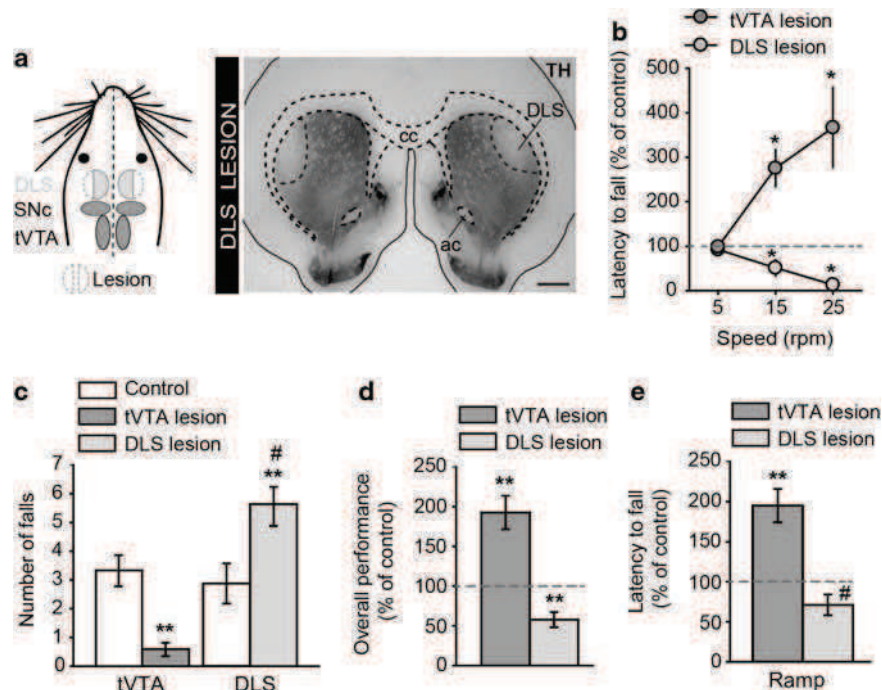 a
DLS
SNc
tVTA
Lesion
DLS LESION
TH
DLS
cc
ac
b
tVTA lesion
DLS lesion
Latency to fall (% of control)
500
400
300
200
100
0
*
*
*
*
5 15 25
Speed (rpm)
c
Control
tVTA lesion
DLS lesion
Number of falls
7
6
5
4
3
2
1
0
**
#
**
tVTA DLS
d
tVTA lesion
DLS lesion
Overall performance
(% of control)
250
200
150
100
50
0
**
**
e
tVTA lesion
DLS lesion
Latency to fall
(% of control)
250
200
150
100
50
0
**
#
Ramp